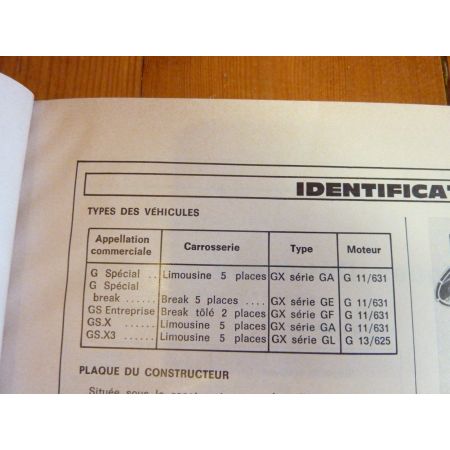 IDENTIFICAT
TYPES DES VÉHICULES
Appellation commerciale Carrosserie Type Moteur
G Spécial .. Limousine 5 places GX série GA G 11/631
G Spécial
break ...... Break 5 places .... GX série GE G 11/631
GS Entreprise Break tôlé 2 places GX série GF G 11/631
GS.X ...... Limousine 5 places GX série GA G 11/631
GS.X3 ...... Limousine 5 places GX série GL G 13/625
PLAQUE DU CONSTRUCTEUR
Située sous le